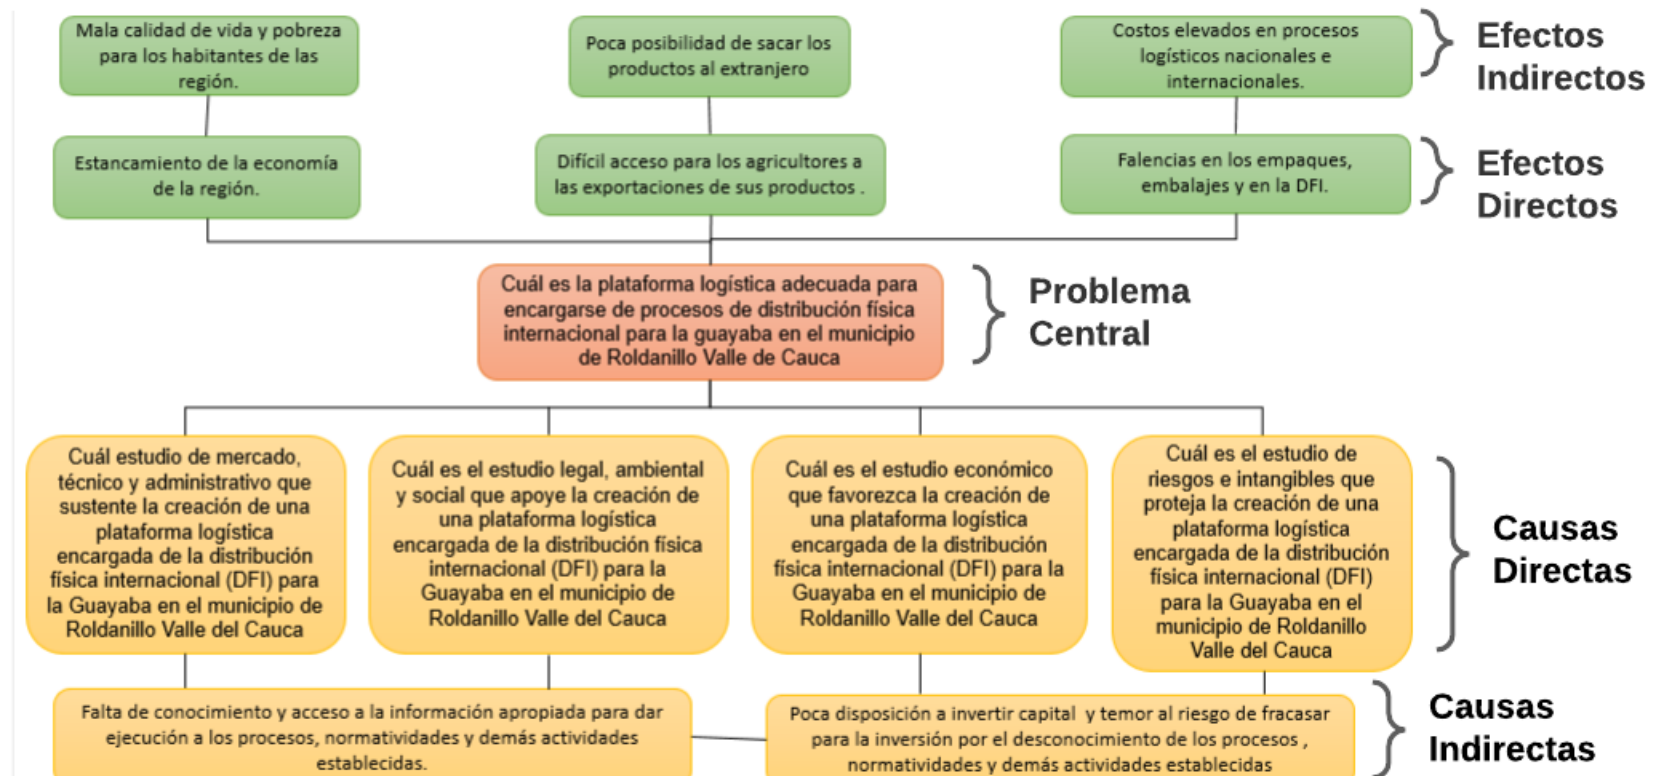 Mala calidad de vida y pobreza
para los habitantes de las
región.
Poca posibilidad de sacar los
productos al extranjero
Costos elevados en procesos
logísticos nacionales e
internacionales.
Efectos
Indirectos
Estancamiento de la economía
de la región.
Difícil acceso para los agricultores a
las exportaciones de sus productos .
Falencias en los empaques,
embalajes y en la DFI.
Efectos
Directos
Cuál es la plataforma logística adecuada para
encargarse de procesos de distribución física
internacional para la guayaba en el municipio
de Roldanillo Valle de Cauca
Problema
Central
Cuál estudio de mercado,
técnico y administrativo que
sustente la creación de una
plataforma logística
encargada de la distribución
física internacional (DFI) para
la Guayaba en el municipio de
Roldanillo Valle del Cauca
Cuál es el estudio legal, ambiental
y social que apoye la creación de
una plataforma logística
encargada de la distribución física
internacional (DFI) para la
Guayaba en el municipio de
Roldanillo Valle del Cauca
Cuál es el estudio económico
que favorezca la creación de
una plataforma logística
encargada de la distribución
física internacional (DFI) para la
Guayaba en el municipio de
Roldanillo Valle del Cauca
Cuál es el estudio de
riesgos e intangibles que
proteja la creación de una
plataforma logística
encargada de la distribución
física internacional (DFI)
para la Guayaba en el
municipio de Roldanillo
Valle del Cauca
Causas
Directas
Falta de conocimiento y acceso a la información apropiada para dar
ejecución a los procesos, normatividades y demás actividades
establecidas.
Poca disposición a invertir capital  y temor al riesgo de fracasar
para la inversión por el desconocimiento de los procesos ,
normatividades y demás actividades establecidas
Causas
Indirectas